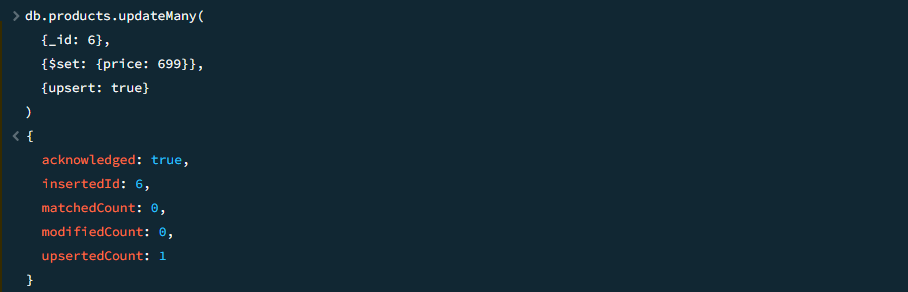 > db.products.updateMany(
{_id: 6},
{$set: {price: 699}},
{upsert: true}
)
< {
acknowledged: true,
insertedId: 6,
matchedCount: 0,
modifiedCount: 0,
upsertedCount: 1
}